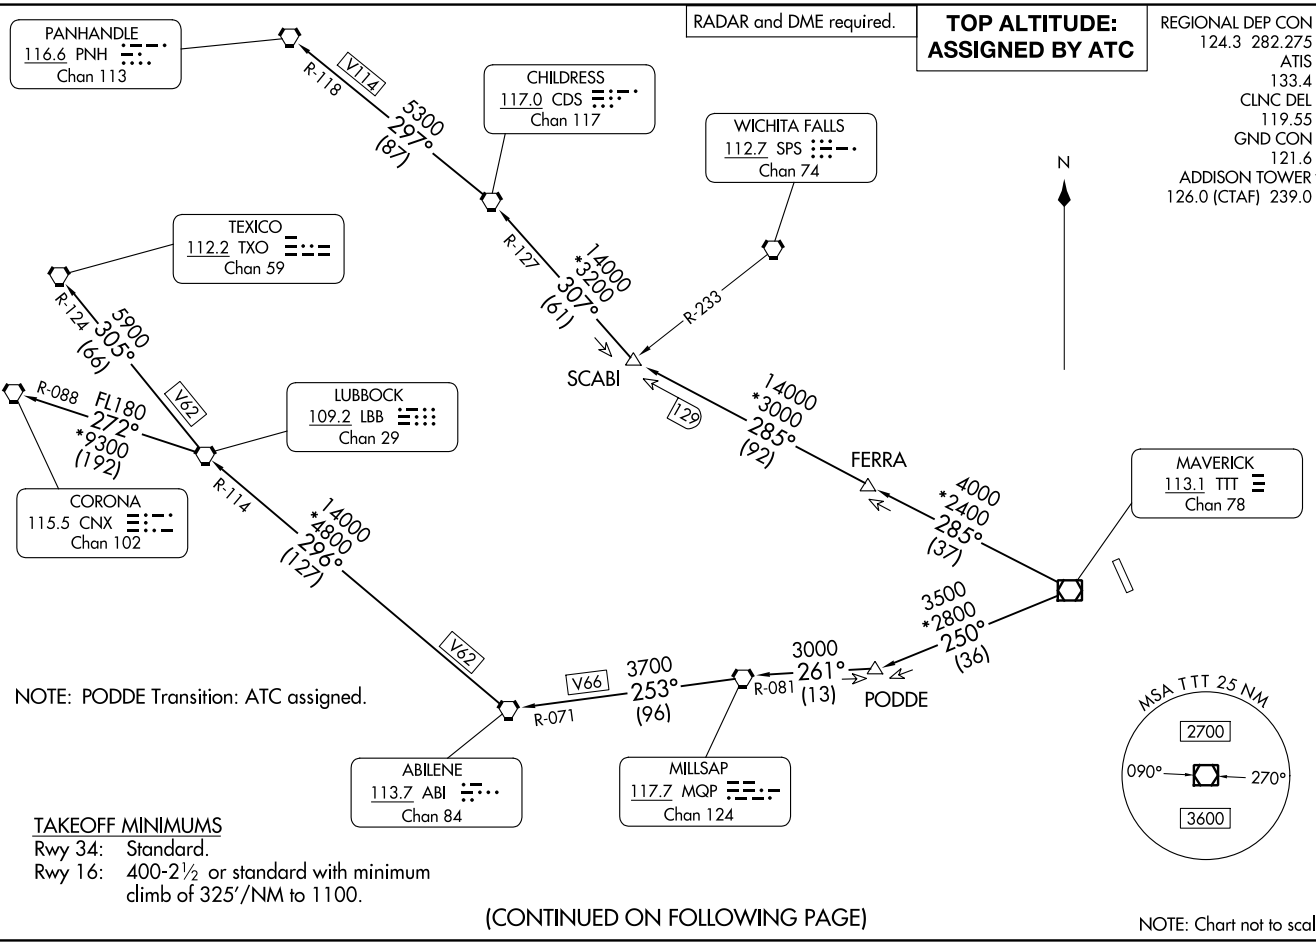 RADAR and DME required.
TOP ALTITUDE:
ASSIGNED BY ATC
REGIONAL DEP CON
124.3 282.275
ATIS
133.4
CLNC DEL
119.55
GND CON
121.6
ADDISON TOWER
126.0 (CTAF) 239.0
PANHANDLE
116.6 PNH
Chan 113
R-118
V114
5300
297°
(87)
CHILDRESS
117.0 CDS
Chan 117
WICHITA FALLS
112.7 SPS
Chan 74
N
TEXICO
112.2 TXO
Chan 59
R-127
14000
*3200
307°
(61)
R-233
SCABI
R-124
5900
305°
(66)
V62
R-088
FL180
272°
*9300
(192)
LUBBOCK
109.2 LBB
Chan 29
129
14000
*3000
285°
(92)
FERRA
MAVERICK
113.1 TTT
Chan 78
CORONA
115.5 CNX
Chan 102
R-114
14000
*4800
296°
(127)
4000
*2400
285°
(37)
3500
*2800
250°
(36)
V62
V66
3700
253°
(96)
R-071
3000
R-081
261°
(13)
PODDE
NOTE: PODDE Transition: ATC assigned.
ABILENE
113.7 ABI
Chan 84
MILLSAP
117.7 MQP
Chan 124
MSA TTT 25 NM
2700
090°
270°
3600
TAKEOFF MINIMUMS
Rwy 34: Standard.
Rwy 16: 400-2½ or standard with minimum
climb of 325'/NM to 1100.
(CONTINUED ON FOLLOWING PAGE)
NOTE: Chart not to scal